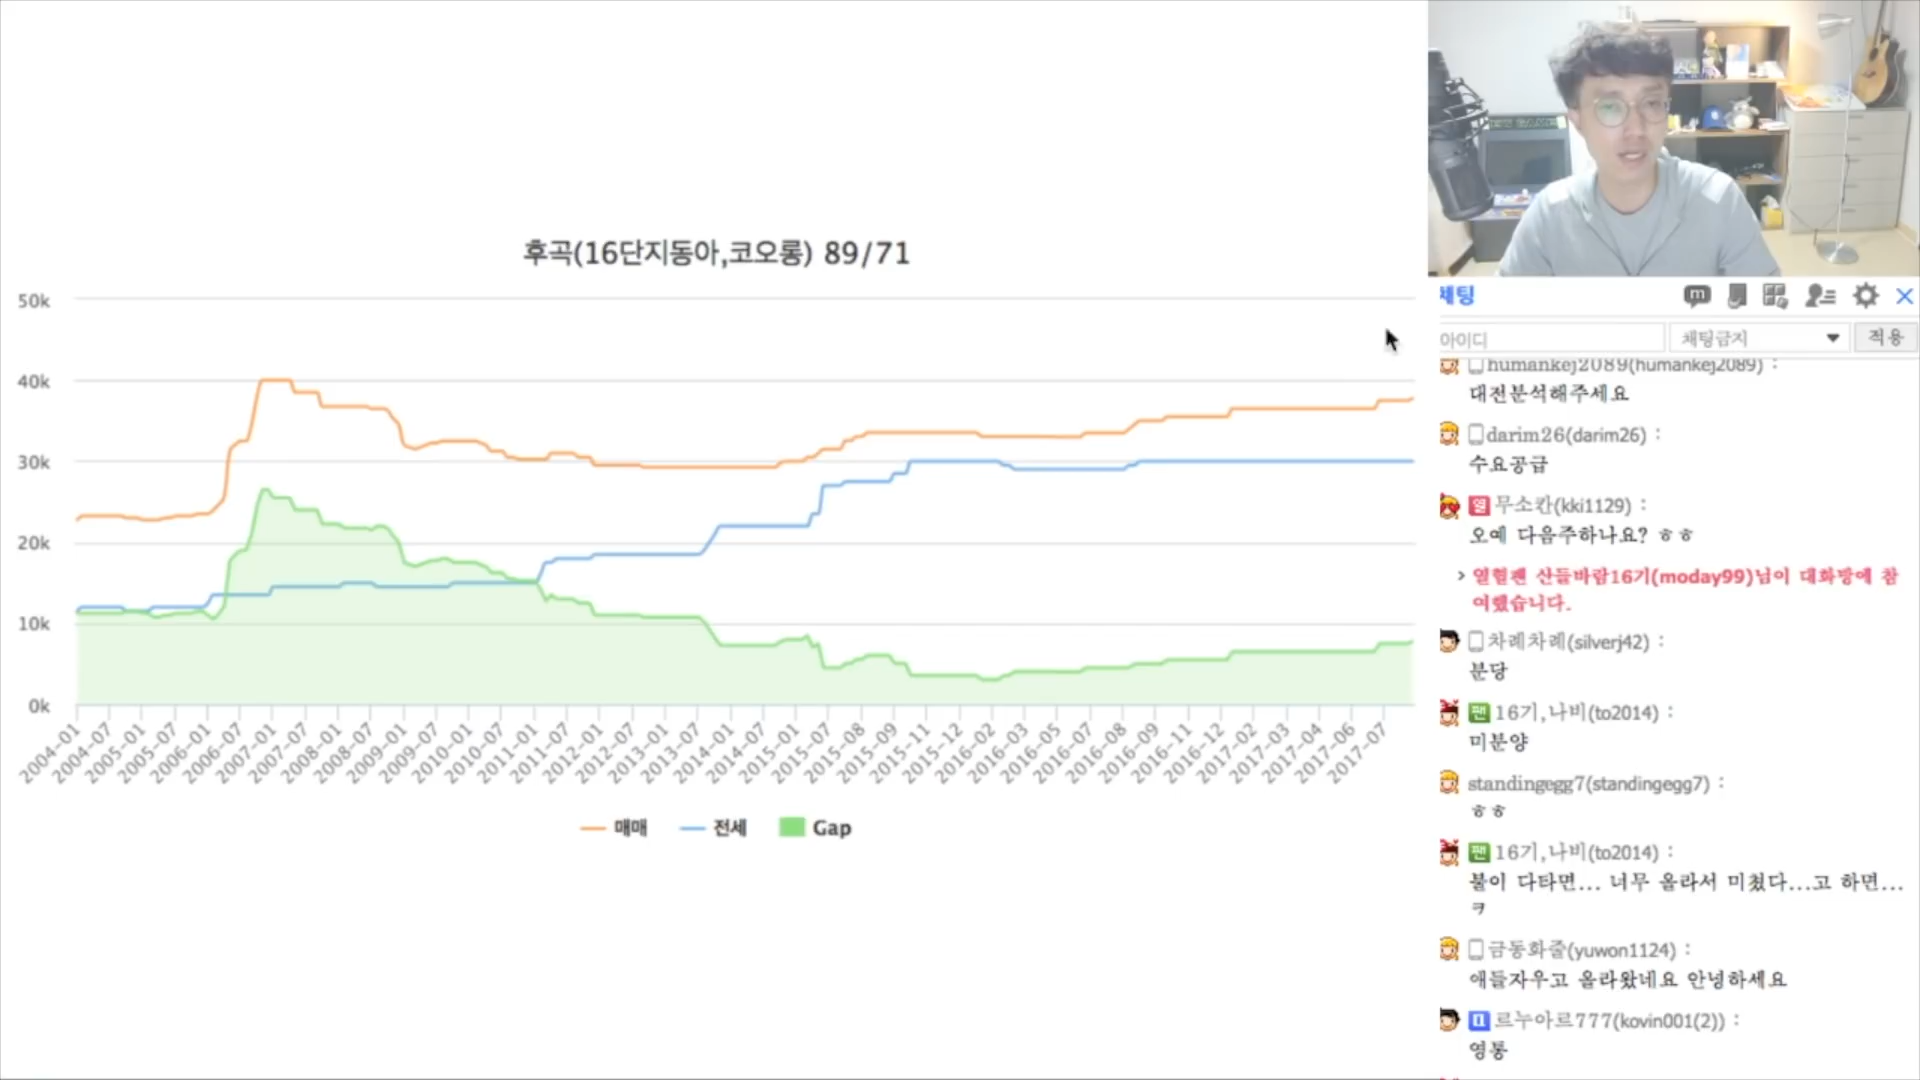 후곡(16단지동아,코오롱) 89/71
50k
40k
30k
20k
10k
0k
2004-01
2004-07
2005-01
2005-07
2006-01
2006-07
2007-01
2007-07
2008-01
2008-07
2009-01
2009-07
2010-01
2010-07
2011-01
2011-07
2012-01
2012-07
2013-01
2013-07
2014-01
2014-07
2015-01
2015-07
2015-08
2015-09
2015-11
2015-12
2016-02
2016-03
2016-05
2016-07
2016-08
2016-09
2016-11
2016-12
2017-02
2017-03
2017-04
2017-06
2017-07
매매 전세 Gap
채팅
아이디 채팅금지 적용
humankej2089(humankej2089) :
대전분석해주세요
darim26(darim26) :
수요공급
열 무소칸(kki1129) :
오예 다음주하나요? ㅎㅎ
> 열혈팬 산들바람16기(moday99)님이 대화방에 참
여했습니다.
차례차례(silverj42) :
분당
팬 16기,나비(to2014) :
미분양
standingegg7(standingegg7) :
ㅎㅎ
팬 16기,나비(to2014) :
불이 다타면... 너무 올라서 미쳤다...고 하면...
ㅋ
금동화줄(yuwon1124) :
애들자우고 올라왔네요 안녕하세요
르누아르777(kovin001(2)) :
영통